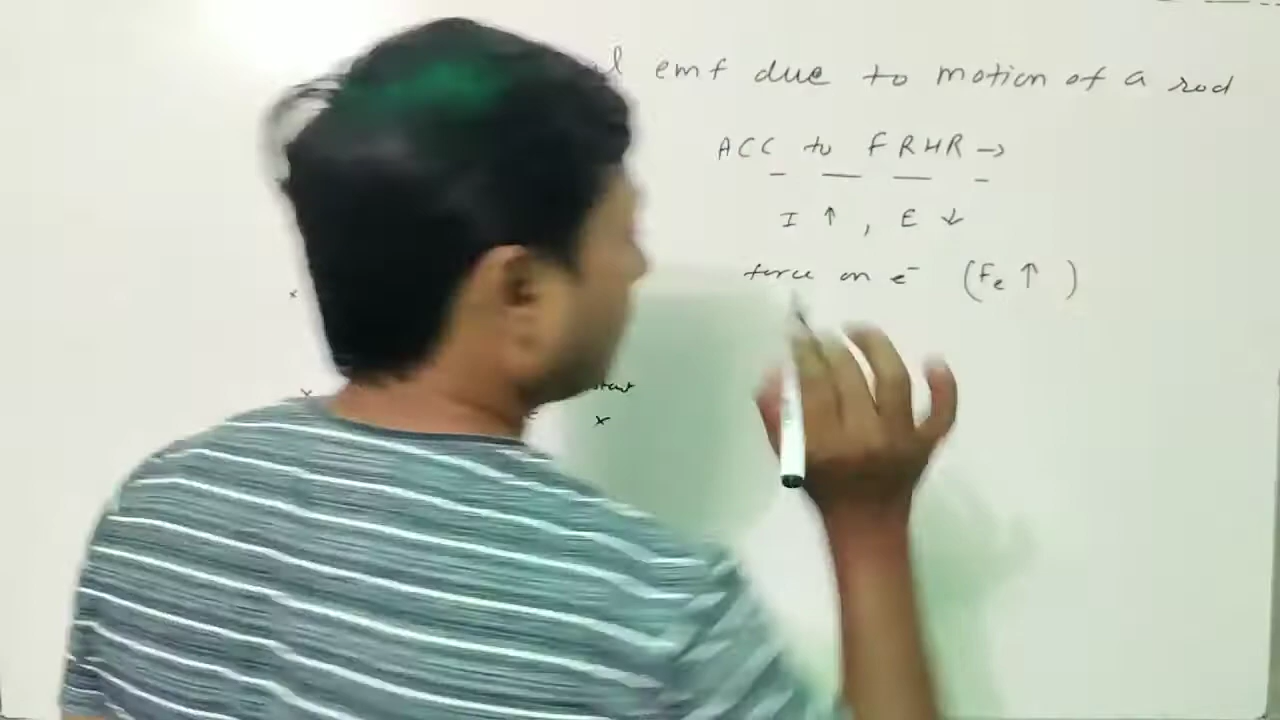 emf due to motion of a rod
ACC to FRHR →
I ↑ , E ↓
force on e⁻ (Fe ↑ )
x
x
x